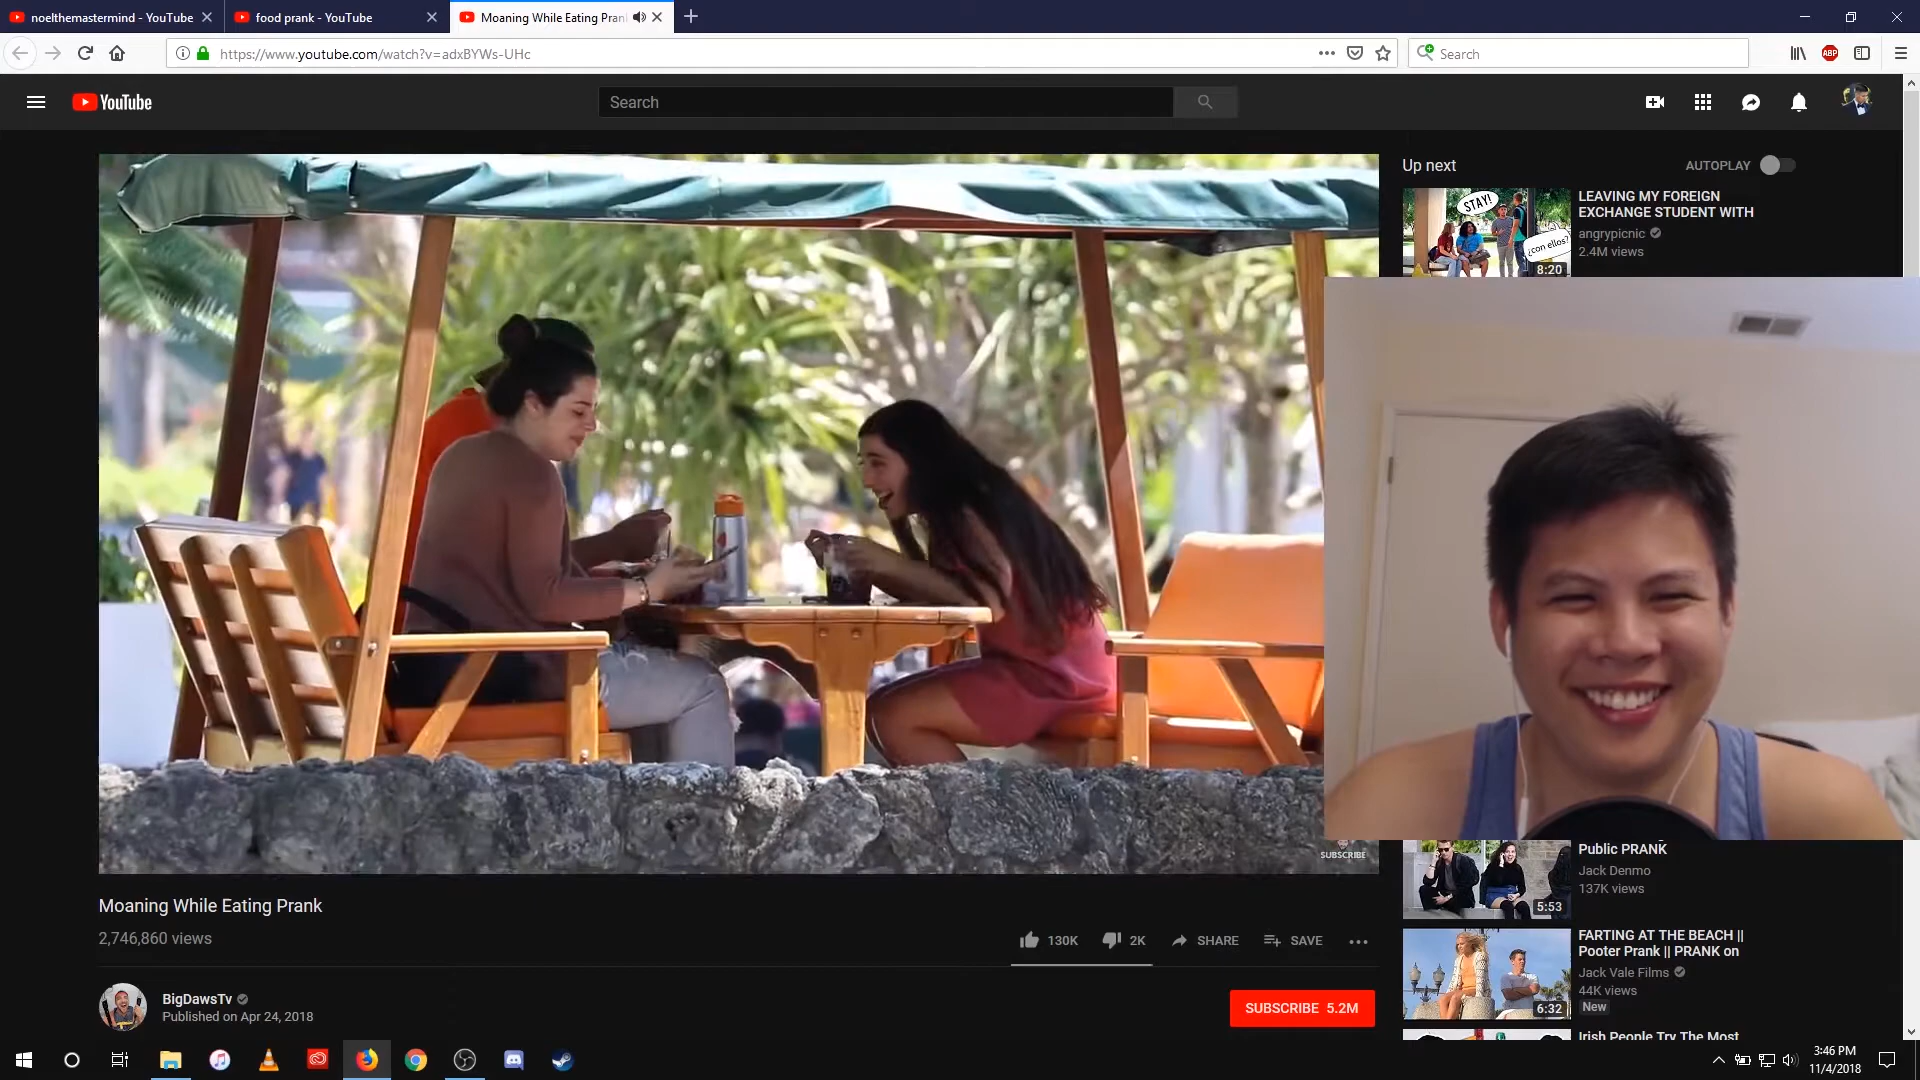 noelthemastermind - YouTube
food prank - YouTube
Moaning While Eating Pran
https://www.youtube.com/watch?v=adxBYWs-UHc
Search
ABP
YouTube
Search
Up next
AUTOPLAY
STAY!
¿con ellos?
8:20
LEAVING MY FOREIGN
EXCHANGE STUDENT WITH
angrypicnic
2.4M views
SUBSCRIBE
Moaning While Eating Prank
2,746,860 views
130K
2K
SHARE
SAVE
BigDawsTv
Published on Apr 24, 2018
SUBSCRIBE 5.2M
Public PRANK
Jack Denmo
137K views
5:53
FARTING AT THE BEACH ||
Pooter Prank || PRANK on
Jack Vale Films
44K views
New
6:32
Irish People Try The Most
3:46 PM
11/4/2018